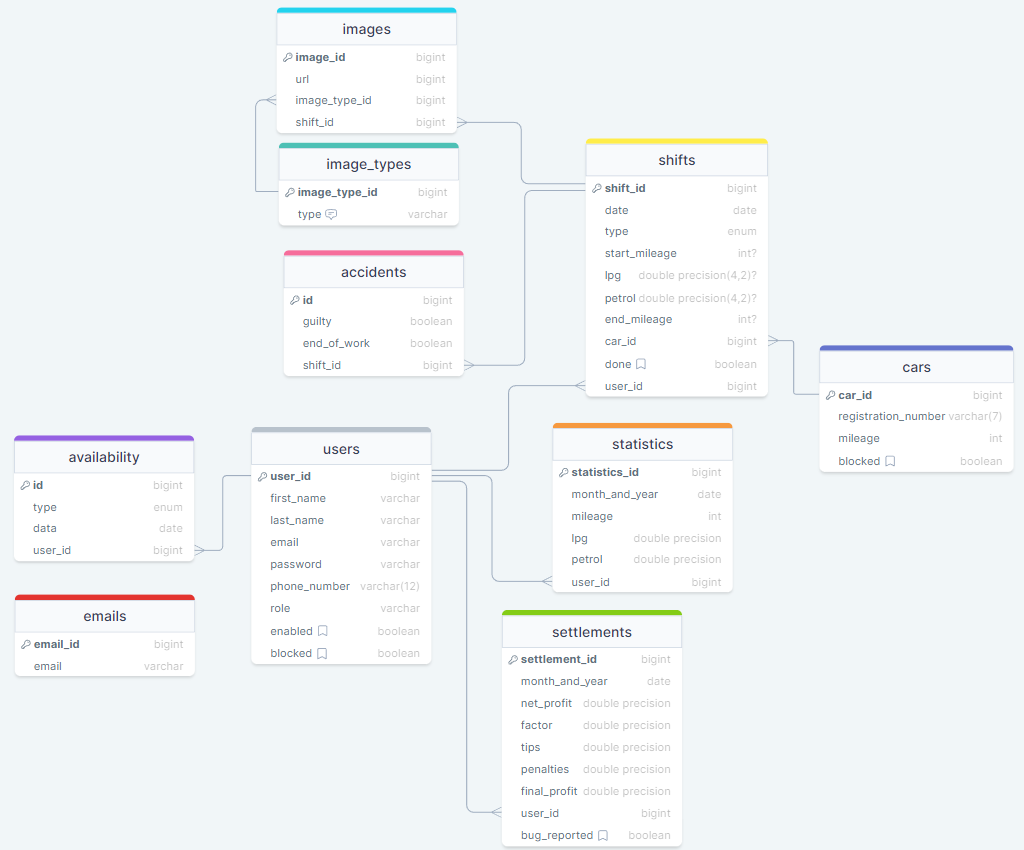 images
image_id bigint
url bigint
image_type_id bigint
shift_id bigint
image_types
image_type_id bigint
type varchar
accidents
id bigint
guilty boolean
end_of_work boolean
shift_id bigint
shifts
shift_id bigint
date date
type enum
start_mileage int?
lpg double precision(4,2)?
petrol double precision(4,2)?
end_mileage int?
car_id bigint
done boolean
user_id bigint
cars
car_id bigint
registration_number varchar(7)
mileage int
blocked boolean
availability
id bigint
type enum
data date
user_id bigint
emails
email_id bigint
email varchar
users
user_id bigint
first_name varchar
last_name varchar
email varchar
password varchar
phone_number varchar(12)
role varchar
enabled boolean
blocked boolean
statistics
statistics_id bigint
month_and_year date
mileage int
lpg double precision
petrol double precision
user_id bigint
settlements
settlement_id bigint
month_and_year date
net_profit double precision
factor double precision
tips double precision
penalties double precision
final_profit double precision
user_id bigint
bug_reported boolean